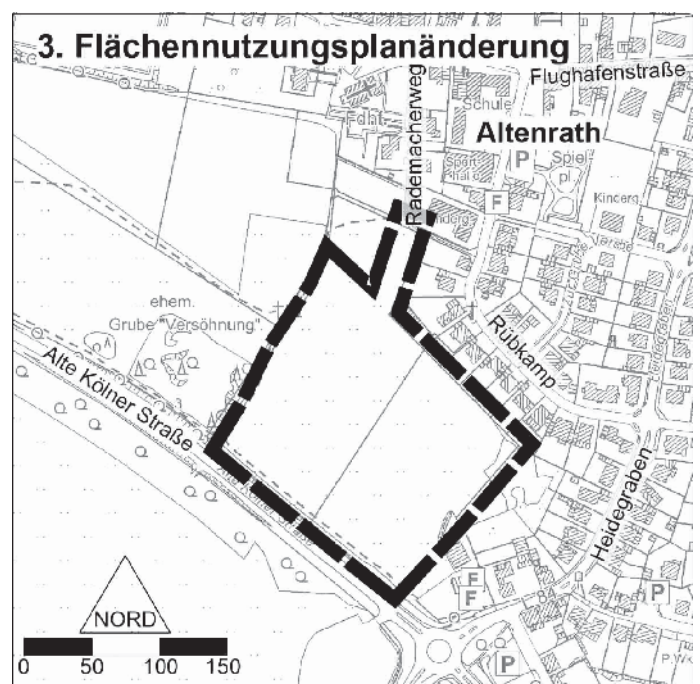 3. Flächennutzungsplanänderung
Flughafenstraße
Rademacherweg
Schule
Altenrath
P
Spiel
pl
Kinderg.
F
ehem.
Grube "Versöhnung"
Alte Kölner Straße
Rübkamp
Heidegraben
F
F
P
P
NORD
0 50 100 150